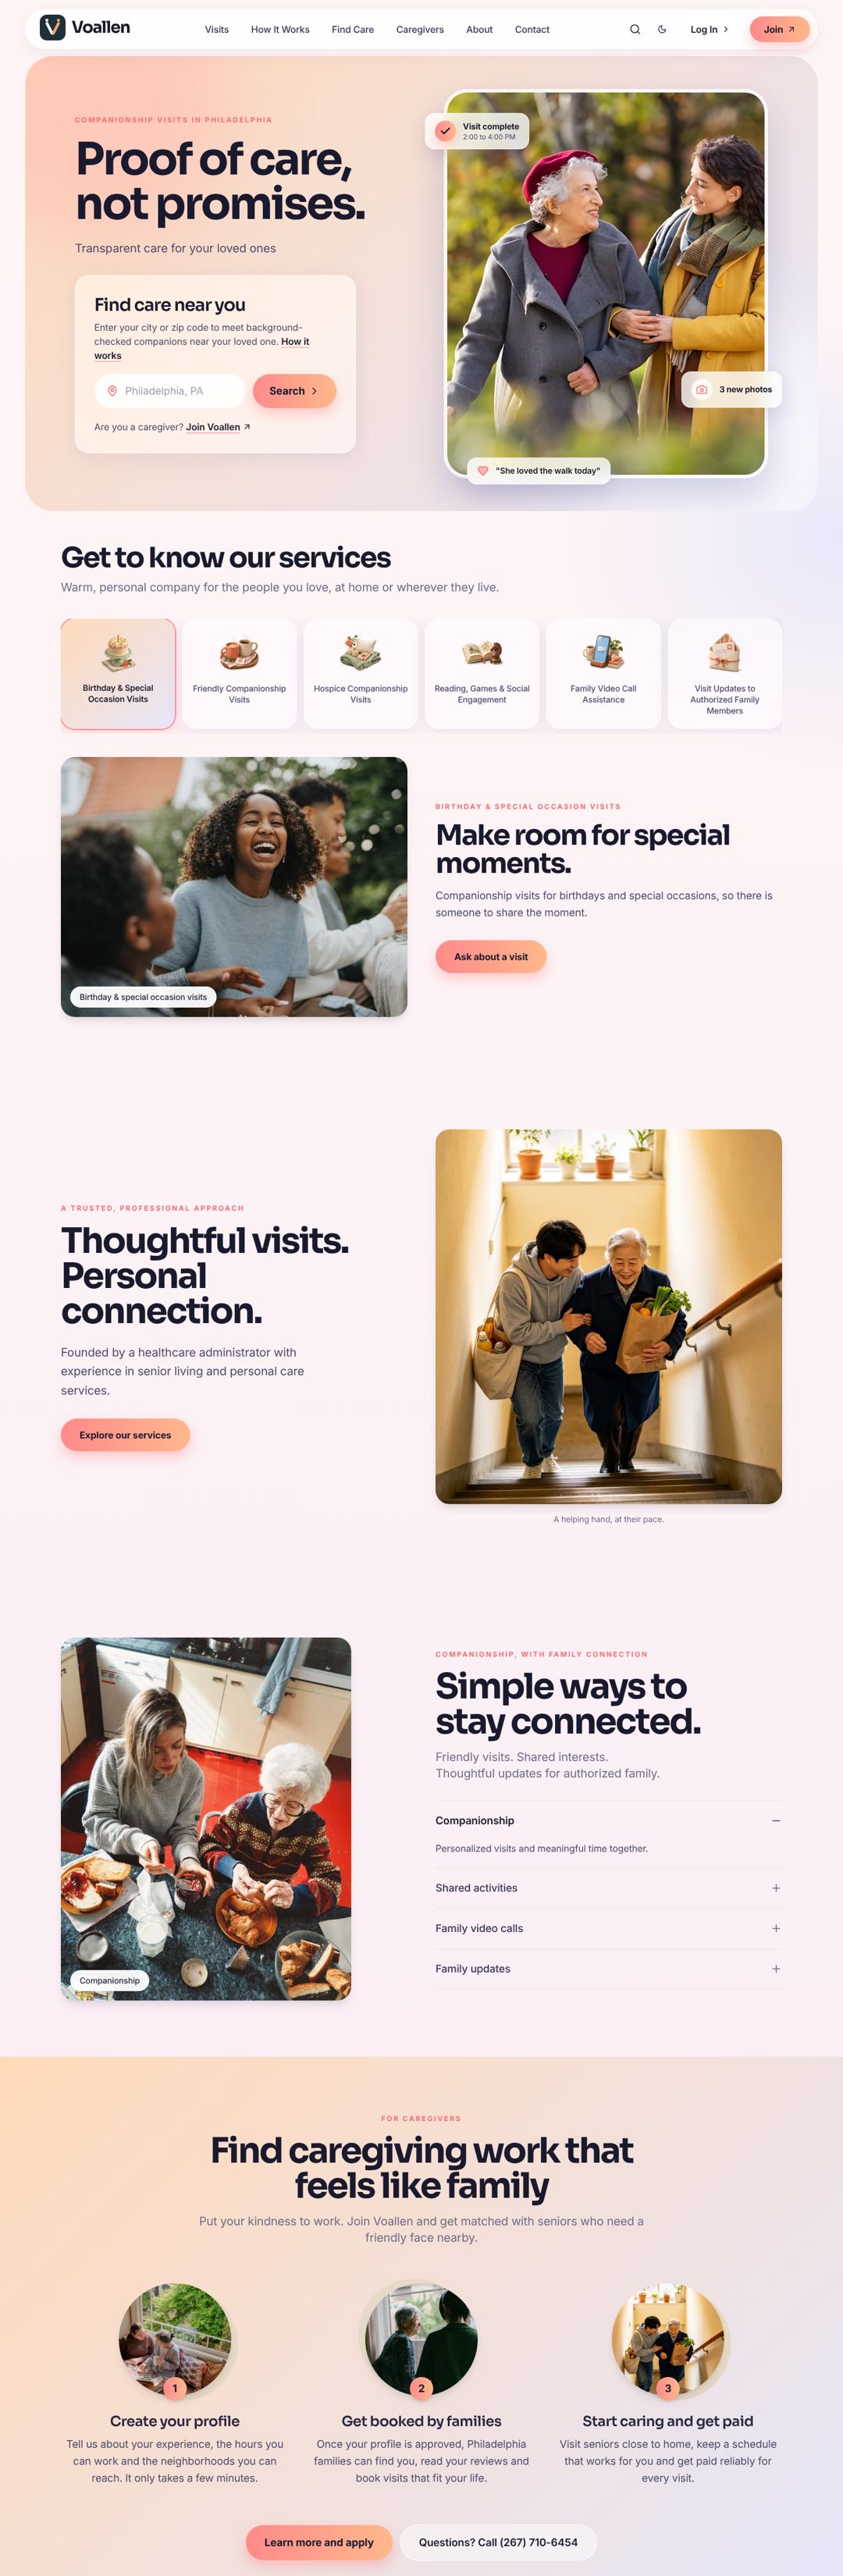 Voallen
Visits
How It Works
Find Care
Caregivers
About
Contact
Log In
Join
COMPANIONSHIP VISITS IN PHILADELPHIA
Proof of care,
not promises.
Transparent care for your loved ones
Find care near you
Enter your city or zip code to meet background-
checked companions near your loved one. How it
works
Philadelphia, PA
Search
Are you a caregiver? Join Voallen
Visit complete
2:00 to 4:00 PM
3 new photos
"She loved the walk today"
Get to know our services
Warm, personal company for the people you love, at home or wherever they live.
Birthday & Special
Occasion Visits
Friendly Companionship
Visits
Hospice Companionship
Visits
Reading, Games & Social
Engagement
Family Video Call
Assistance
Visit Updates to
Authorized Family
Members
Birthday & special occasion visits
BIRTHDAY & SPECIAL OCCASION VISITS
Make room for special
moments.
Companionship visits for birthdays and special occasions, so there is
someone to share the moment.
Ask about a visit
A TRUSTED, PROFESSIONAL APPROACH
Thoughtful visits.
Personal
connection.
Founded by a healthcare administrator with
experience in senior living and personal care
services.
Explore our services
A helping hand, at their pace.
Companionship
COMPANIONSHIP, WITH FAMILY CONNECTION
Simple ways to
stay connected.
Friendly visits. Shared interests.
Thoughtful updates for authorized family.
Companionship
Personalized visits and meaningful time together.
Shared activities
Family video calls
Family updates
FOR CAREGIVERS
Find caregiving work that
feels like family
Put your kindness to work. Join Voallen and get matched with seniors who need a
friendly face nearby.
1
Create your profile
Tell us about your experience, the hours you
can work and the neighborhoods you can
reach. It only takes a few minutes.
2
Get booked by families
Once your profile is approved, Philadelphia
families can find you, read your reviews and
book visits that fit your life.
3
Start caring and get paid
Visit seniors close to home, keep a schedule
that works for you and get paid reliably for
every visit.
Learn more and apply
Questions? Call (267) 710-6454